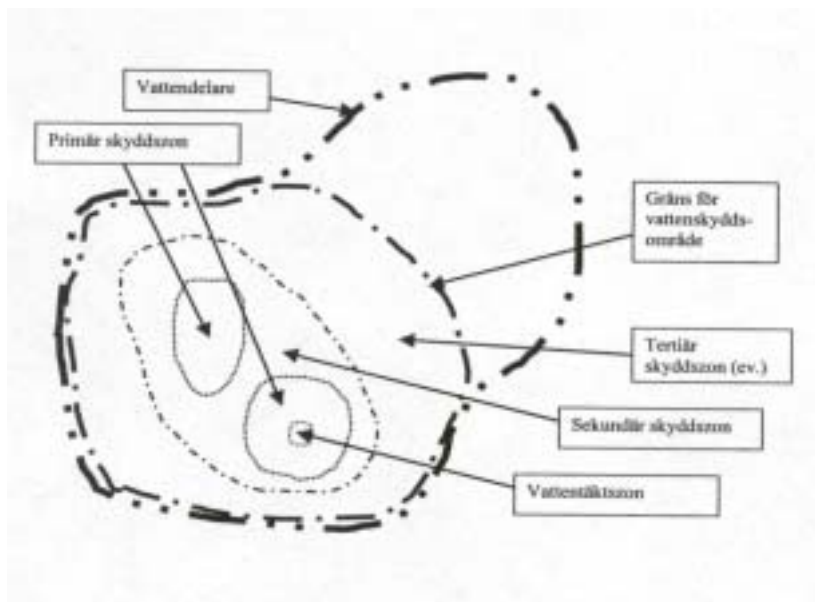 Vattendelare
Primär skyddszon
Gräns för
vattenskydds-
område
Tertiär
skyddszon (ev.)
Sekundär skyddszon
Vattentäktszon